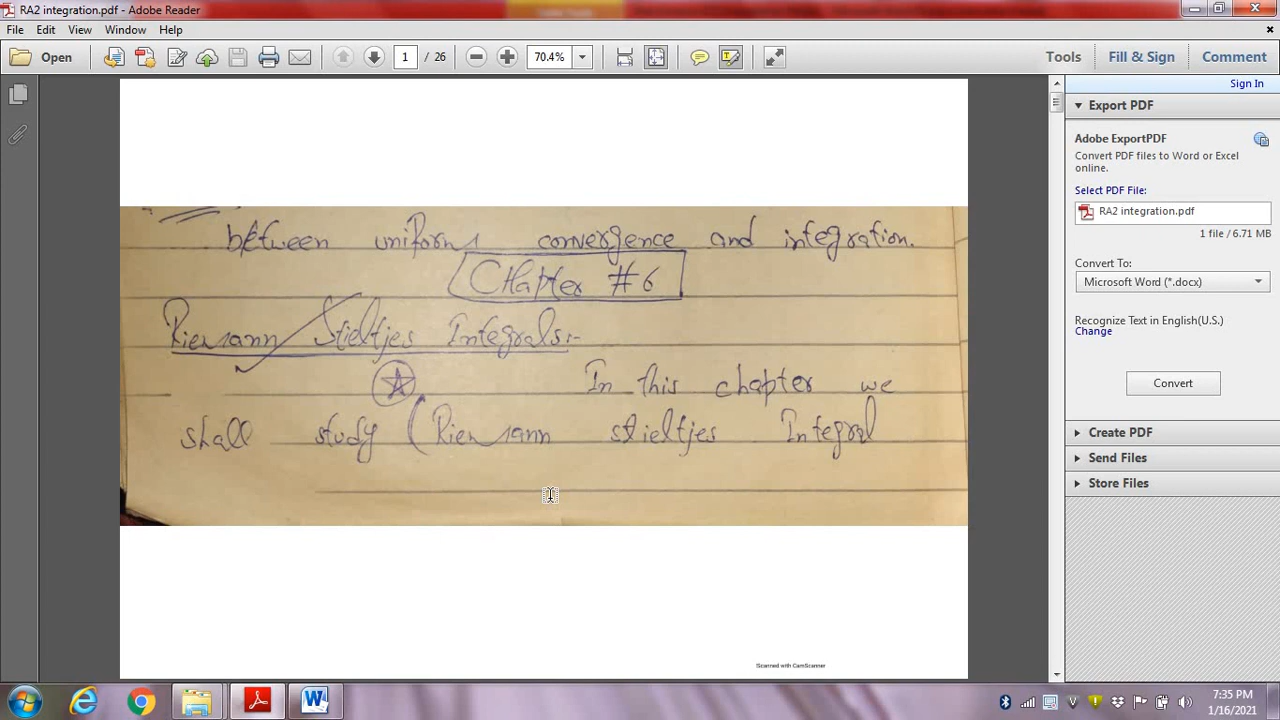 RA2 integration.pdf - Adobe Reader
File Edit View Window Help
Open 1 / 26 70.4% Tools Fill & Sign Comment
Sign In
Export PDF
Adobe ExportPDF
Convert PDF files to Word or Excel
online.
Select PDF File:
RA2 integration.pdf
1 file / 6.71 MB
Convert To:
Microsoft Word (*.docx)
Recognize Text in English(U.S.)
Change
Convert
Create PDF
Send Files
Store Files
between uniform convergence and integration.
CHapter # 6
Riemann Stieltjes Integrals:-
In this chapter we
shall study (Riemann stieltjes Integral
Scanned with CamScanner
7:35 PM
1/16/2021